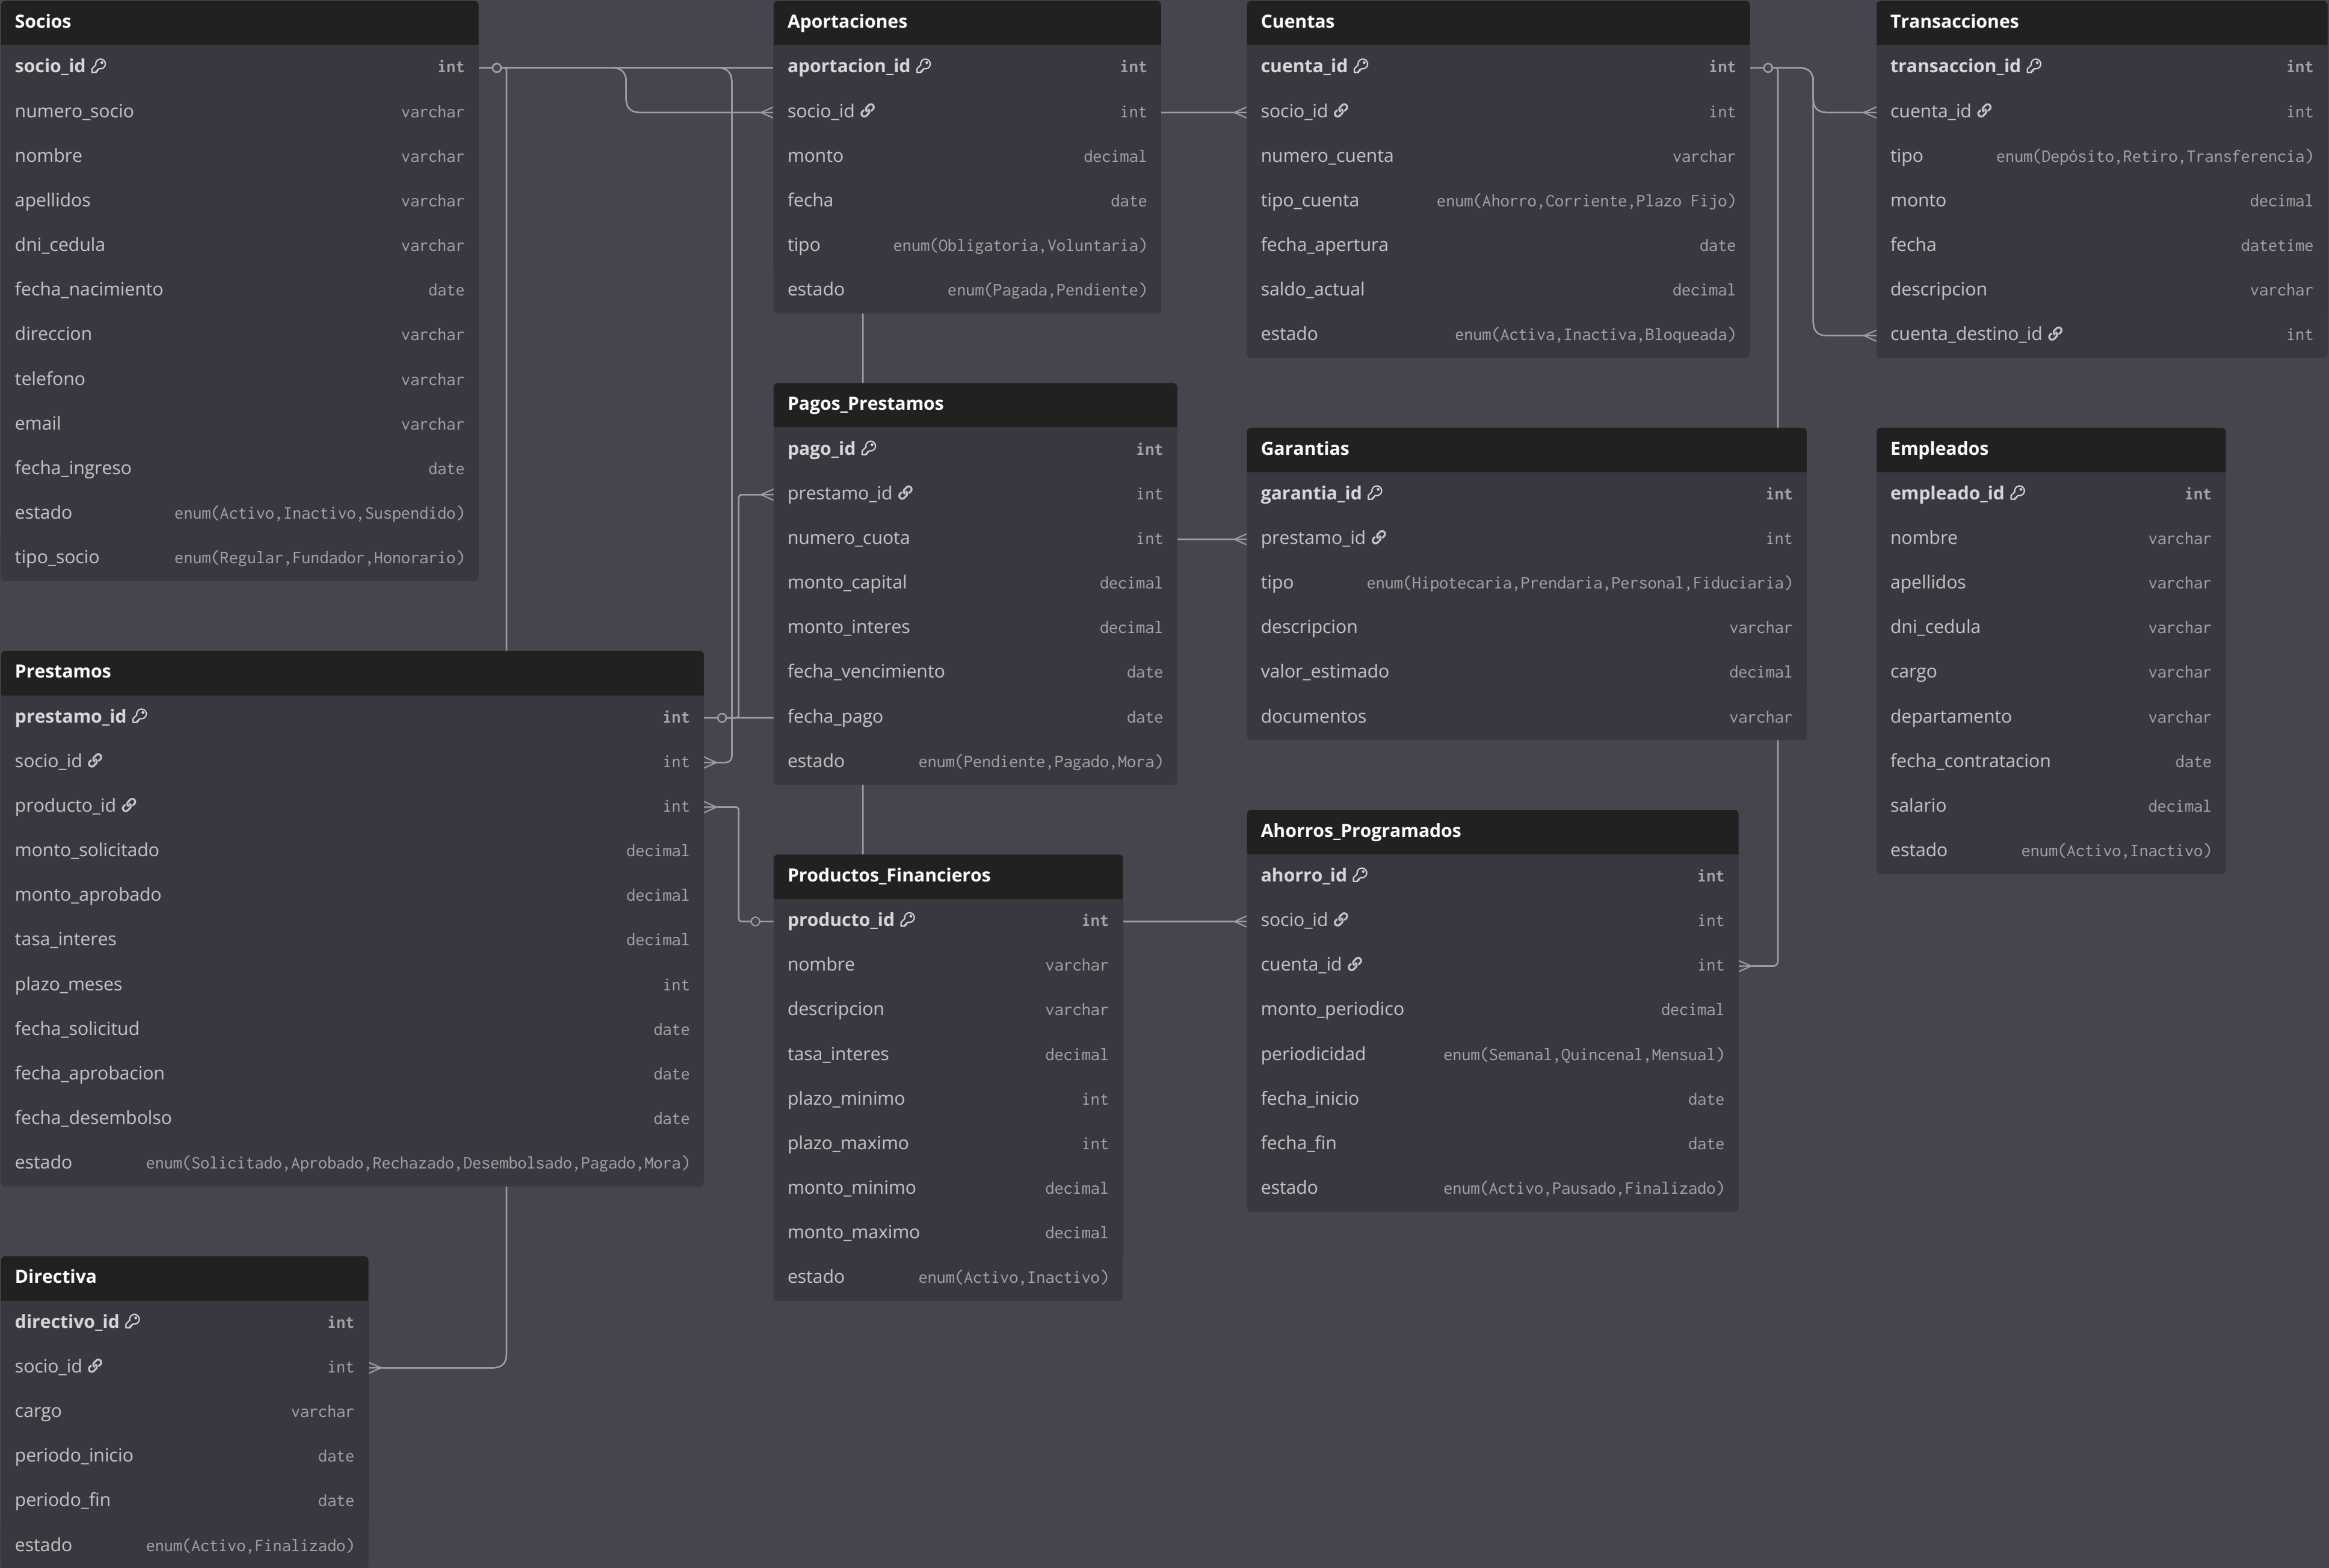 Socios
socio_id int
numero_socio varchar
nombre varchar
apellidos varchar
dni_cedula varchar
fecha_nacimiento date
direccion varchar
telefono varchar
email varchar
fecha_ingreso date
estado enum(Activo,Inactivo,Suspendido)
tipo_socio enum(Regular,Fundador,Honorario)
Aportaciones
aportacion_id int
socio_id int
monto decimal
fecha date
tipo enum(Obligatoria,Voluntaria)
estado enum(Pagada,Pendiente)
Cuentas
cuenta_id int
socio_id int
numero_cuenta varchar
tipo_cuenta enum(Ahorro,Corriente,Plazo Fijo)
fecha_apertura date
saldo_actual decimal
estado enum(Activa,Inactiva,Bloqueada)
Transacciones
transaccion_id int
cuenta_id int
tipo enum(Depósito,Retiro,Transferencia)
monto decimal
fecha datetime
descripcion varchar
cuenta_destino_id int
Pagos_Prestamos
pago_id int
prestamo_id int
numero_cuota int
monto_capital decimal
monto_interes decimal
fecha_vencimiento date
fecha_pago date
estado enum(Pendiente,Pagado,Mora)
Garantias
garantia_id int
prestamo_id int
tipo enum(Hipotecaria,Prendaria,Personal,Fiduciaria)
descripcion varchar
valor_estimado decimal
documentos varchar
Empleados
empleado_id int
nombre varchar
apellidos varchar
dni_cedula varchar
cargo varchar
departamento varchar
fecha_contratacion date
salario decimal
estado enum(Activo,Inactivo)
Prestamos
prestamo_id int
socio_id int
producto_id int
monto_solicitado decimal
monto_aprobado decimal
tasa_interes decimal
plazo_meses int
fecha_solicitud date
fecha_aprobacion date
fecha_desembolso date
estado enum(Solicitado,Aprobado,Rechazado,Desembolsado,Pagado,Mora)
Productos_Financieros
producto_id int
nombre varchar
descripcion varchar
tasa_interes decimal
plazo_minimo int
plazo_maximo int
monto_minimo decimal
monto_maximo decimal
estado enum(Activo,Inactivo)
Ahorros_Programados
ahorro_id int
socio_id int
cuenta_id int
monto_periodico decimal
periodicidad enum(Semanal,Quincenal,Mensual)
fecha_inicio date
fecha_fin date
estado enum(Activo,Pausado,Finalizado)
Directiva
directivo_id int
socio_id int
cargo varchar
periodo_inicio date
periodo_fin date
estado enum(Activo,Finalizado)